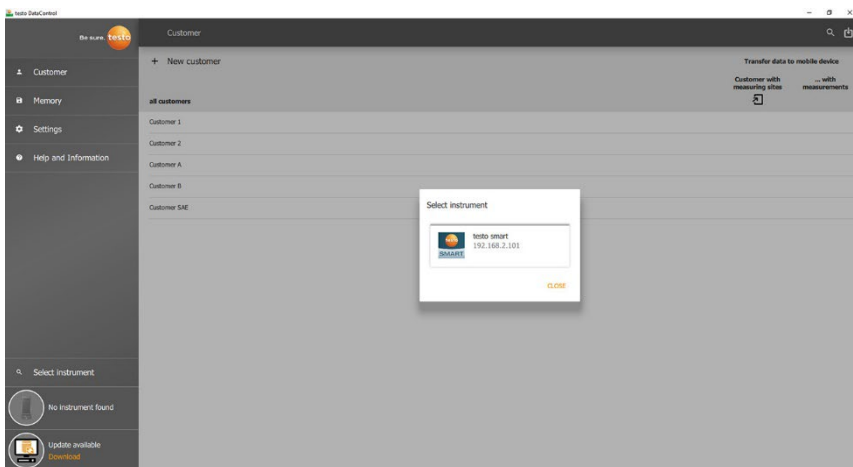 testo DataControl
Be sure. testo
Customer
Customer
Memory
Settings
Help and Information
+ New customer
Transfer data to mobile device
Customer with
measuring sites
... with
measurements
all customers
Customer 1
Customer 2
Customer A
Customer B
Customer SAE
Select instrument
testo smart
192.168.2.101
testo
SMART
CLOSE
Select instrument
No instrument found
Update available
Download